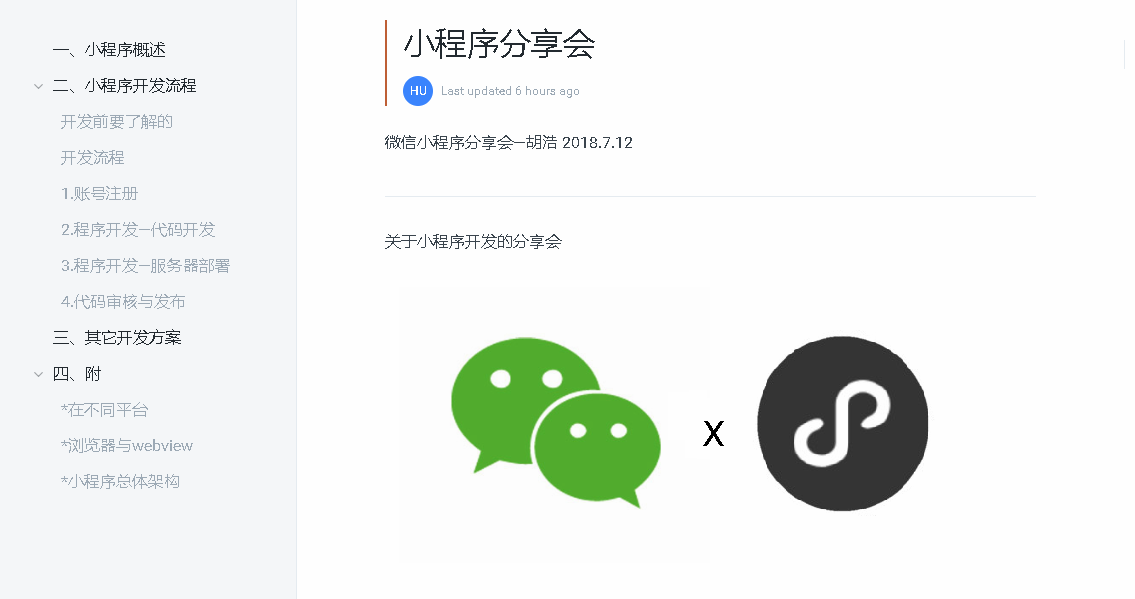 一、小程序概述
二、小程序开发流程
开发前要了解的
开发流程
1.账号注册
2.程序开发—代码开发
3.程序开发—服务器部署
4.代码审核与发布
三、其它开发方案
四、附
*在不同平台
*浏览器与webview
*小程序总体架构
小程序分享会
HU Last updated 6 hours ago
微信小程序分享会—胡浩 2018.7.12
关于小程序开发的分享会
X